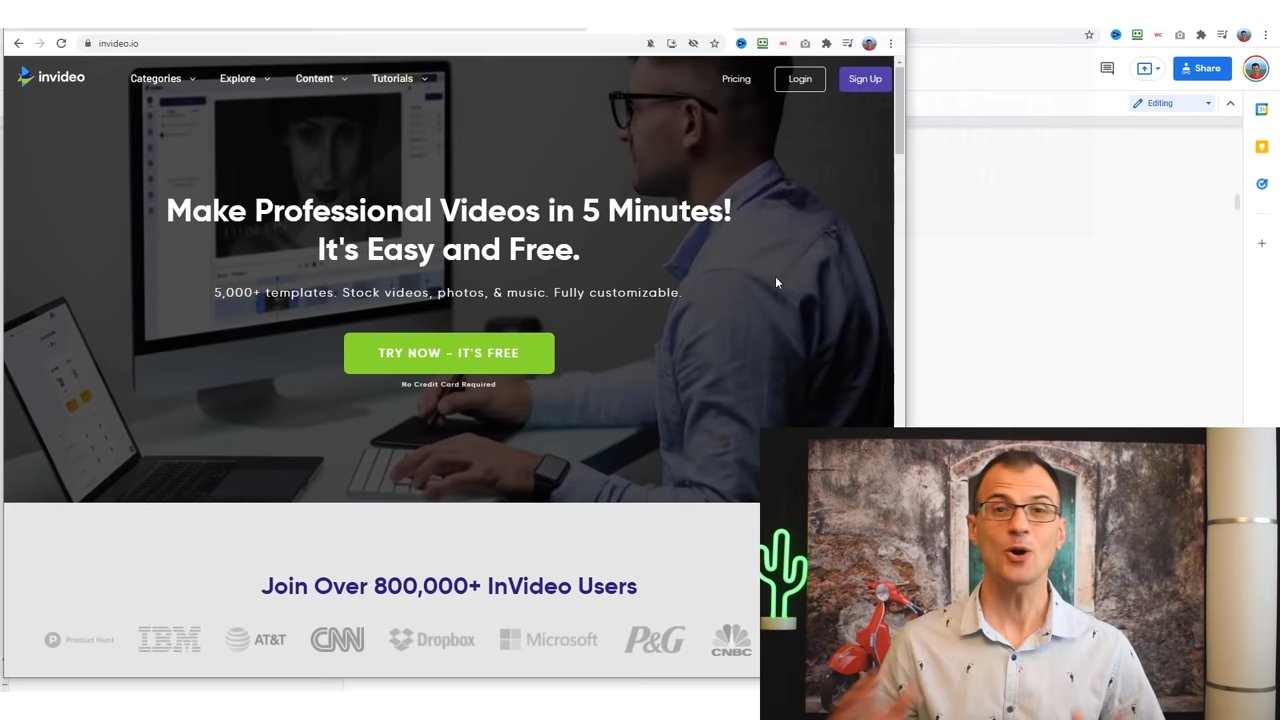 invideo.io
Share
invideo
Categories Explore Content Tutorials Pricing Login Sign Up
Editing
Make Professional Videos in 5 Minutes!
It's Easy and Free.
5,000+ templates. Stock videos, photos, & music. Fully customizable.
TRY NOW - IT'S FREE
No Credit Card Required
Join Over 800,000+ InVideo Users
P Product Hunt IBM AT&T CNN Dropbox Microsoft P&G CNBC